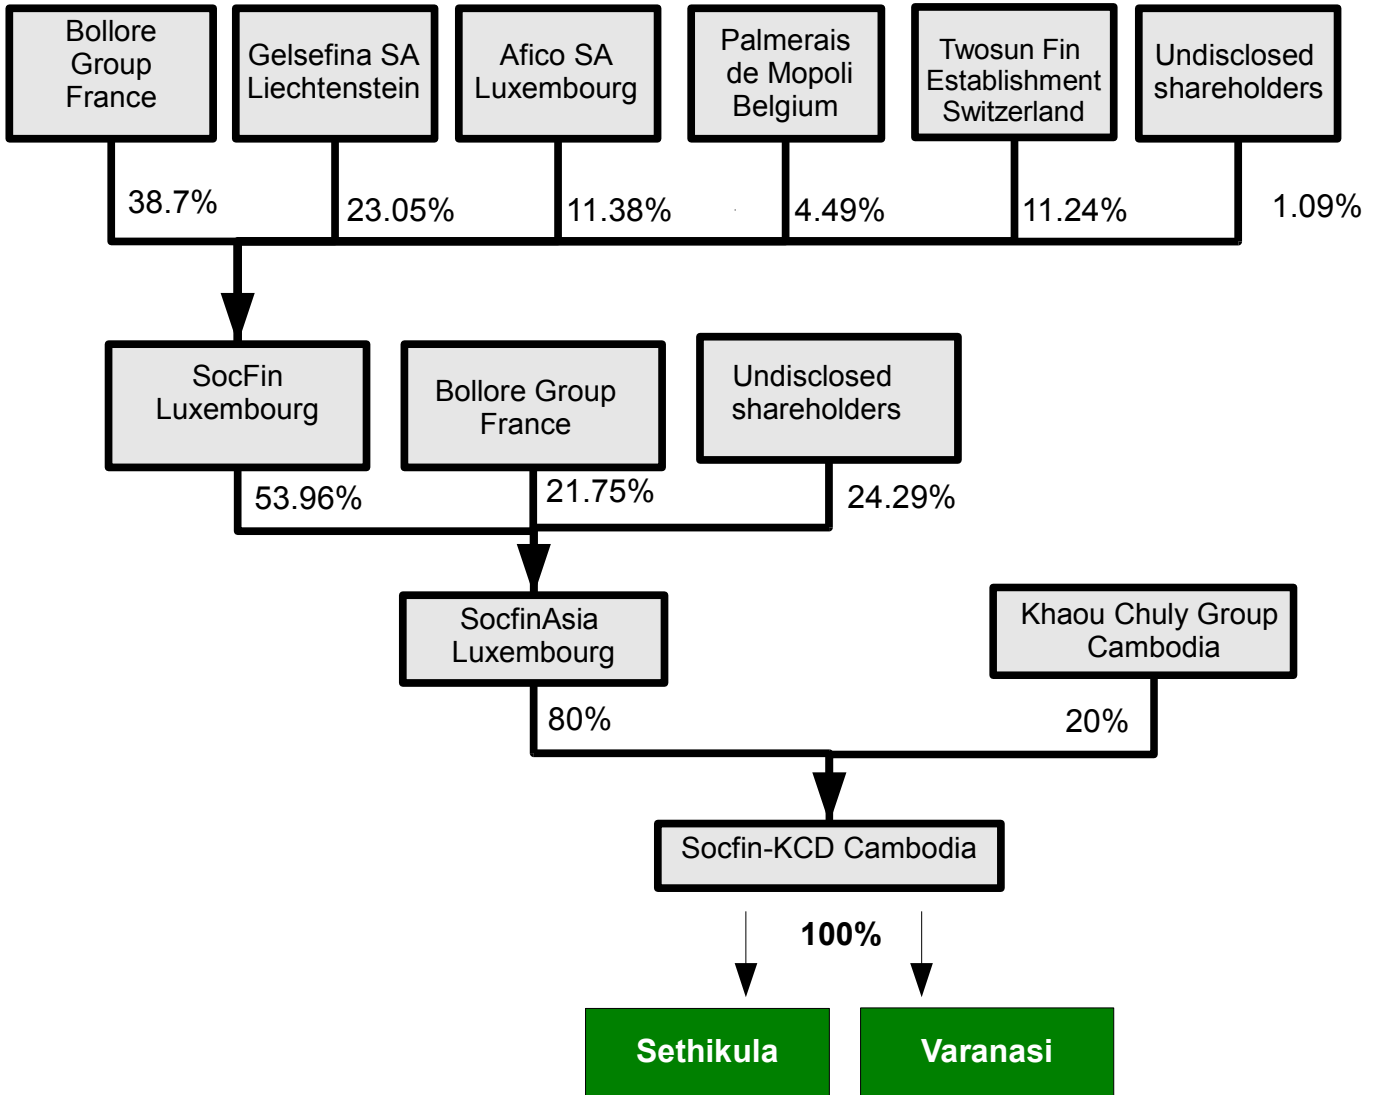 Bollore
Group
France
Gelsefina SA
Liechtenstein
Afico SA
Luxembourg
Palmerais
de Mopoli
Belgium
Twosun Fin
Establishment
Switzerland
Undisclosed
shareholders
38.7%
23.05%
11.38%
4.49%
11.24%
1.09%
SocFin
Luxembourg
Bollore Group
France
Undisclosed
shareholders
53.96%
21.75%
24.29%
SocfinAsia
Luxembourg
Khaou Chuly Group
Cambodia
80%
20%
Socfin-KCD Cambodia
100%
Sethikula
Varanasi